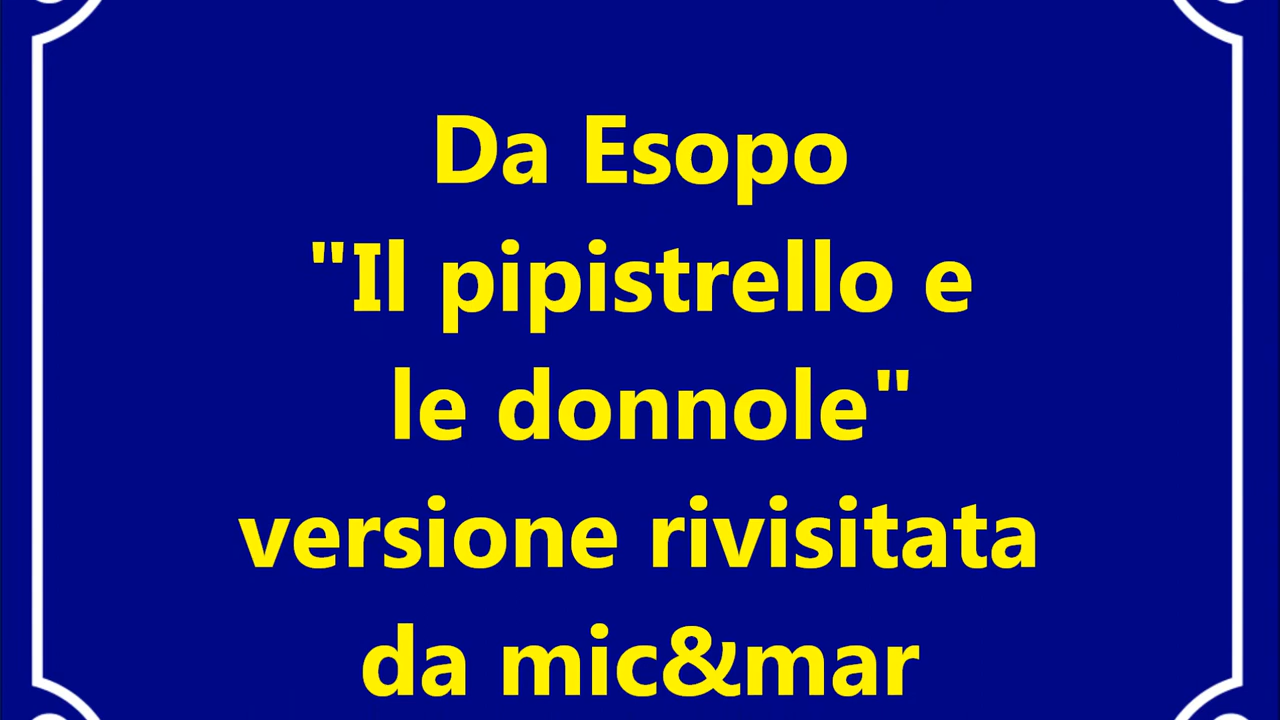 Da Esopo
"Il pipistrello e
le donnole"
versione rivisitata
da mic&mar